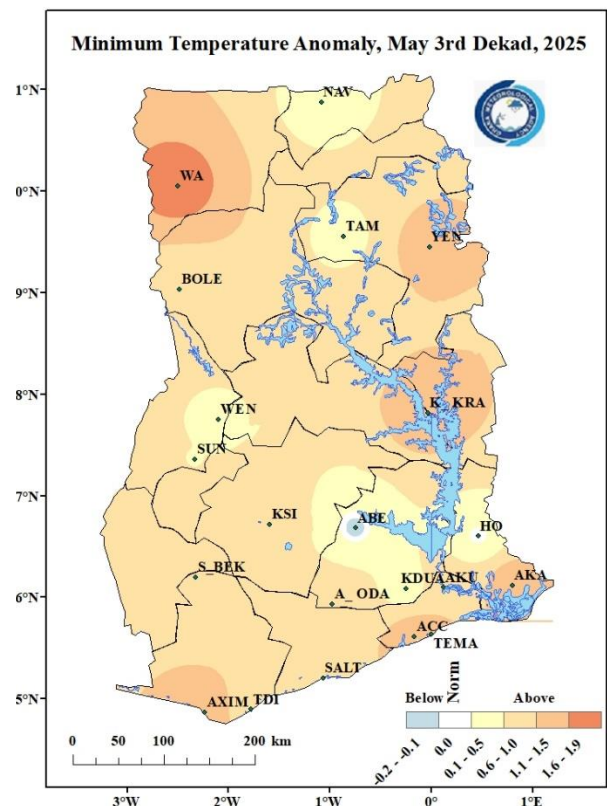 Minimum Temperature Anomaly, May 3rd Dekad, 2025
1°N
NAV
0°N
WA
TAM
YEN
9°N
BOLE
8°N
WEN
K_KRA
SUN
7°N
KSI
ABE
HO
S_BEK
KDUA
AKU
AKA
6°N
A_ODA
ACC
TEMA
SALT
5°N
AXIM
TDI
Norm
Below
Above
-0.2 - -0.1
0.0
0.1 - 0.5
0.6 - 1.0
1.1 - 1.5
1.6 - 1.9
0 50 100 200 km
3°W 2°W 1°W 0° 1°E